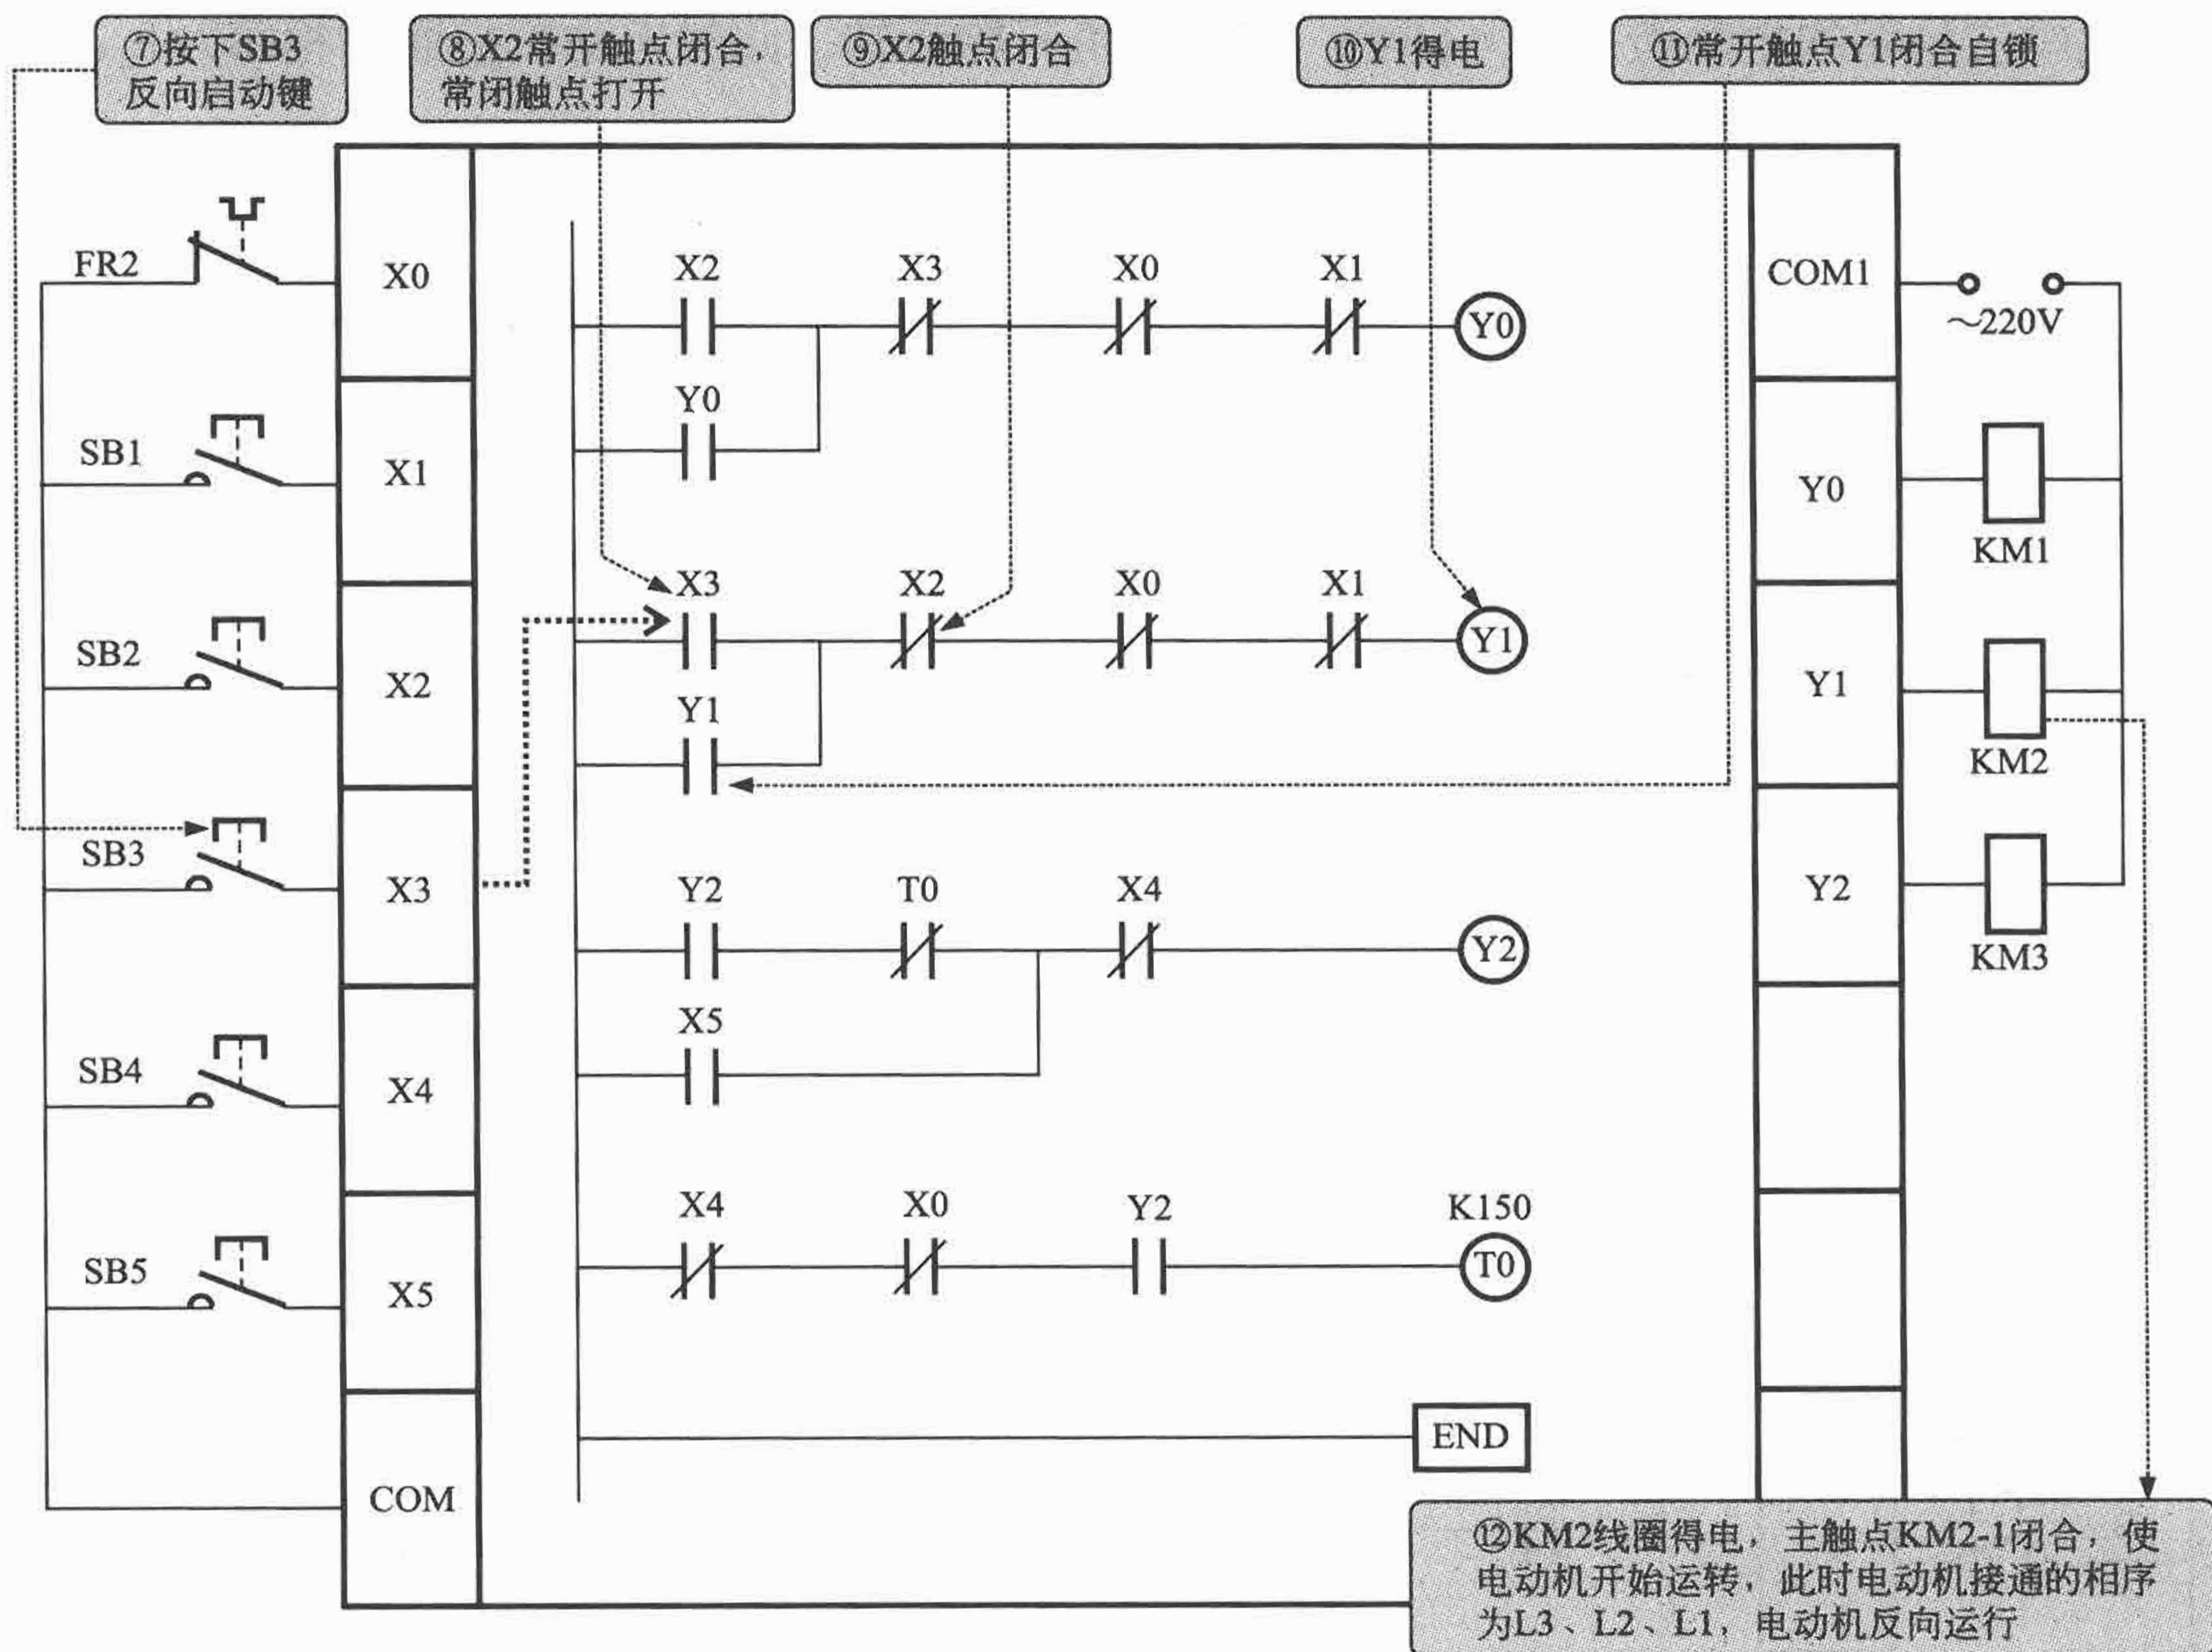 ⑦按下SB3
反向启动键
⑧X2常开触点闭合,
常闭触点打开
⑨X2触点闭合
⑩Y1得电
⑪常开触点Y1闭合自锁
FR2
X0
X2
X3
X0
X1
Y0
COM1
~220V
Y0
SB1
X1
Y0
KM1
X3
X2
X0
X1
Y1
SB2
X2
Y1
Y1
KM2
SB3
X3
Y2
T0
X4
Y2
Y2
KM3
X5
SB4
X4
X4
X0
Y2
K150
T0
SB5
X5
END
COM
⑫KM2线圈得电,主触点KM2-1闭合,使
电动机开始运转,此时电动机接通的相序
为L3、L2、L1,电动机反向运行